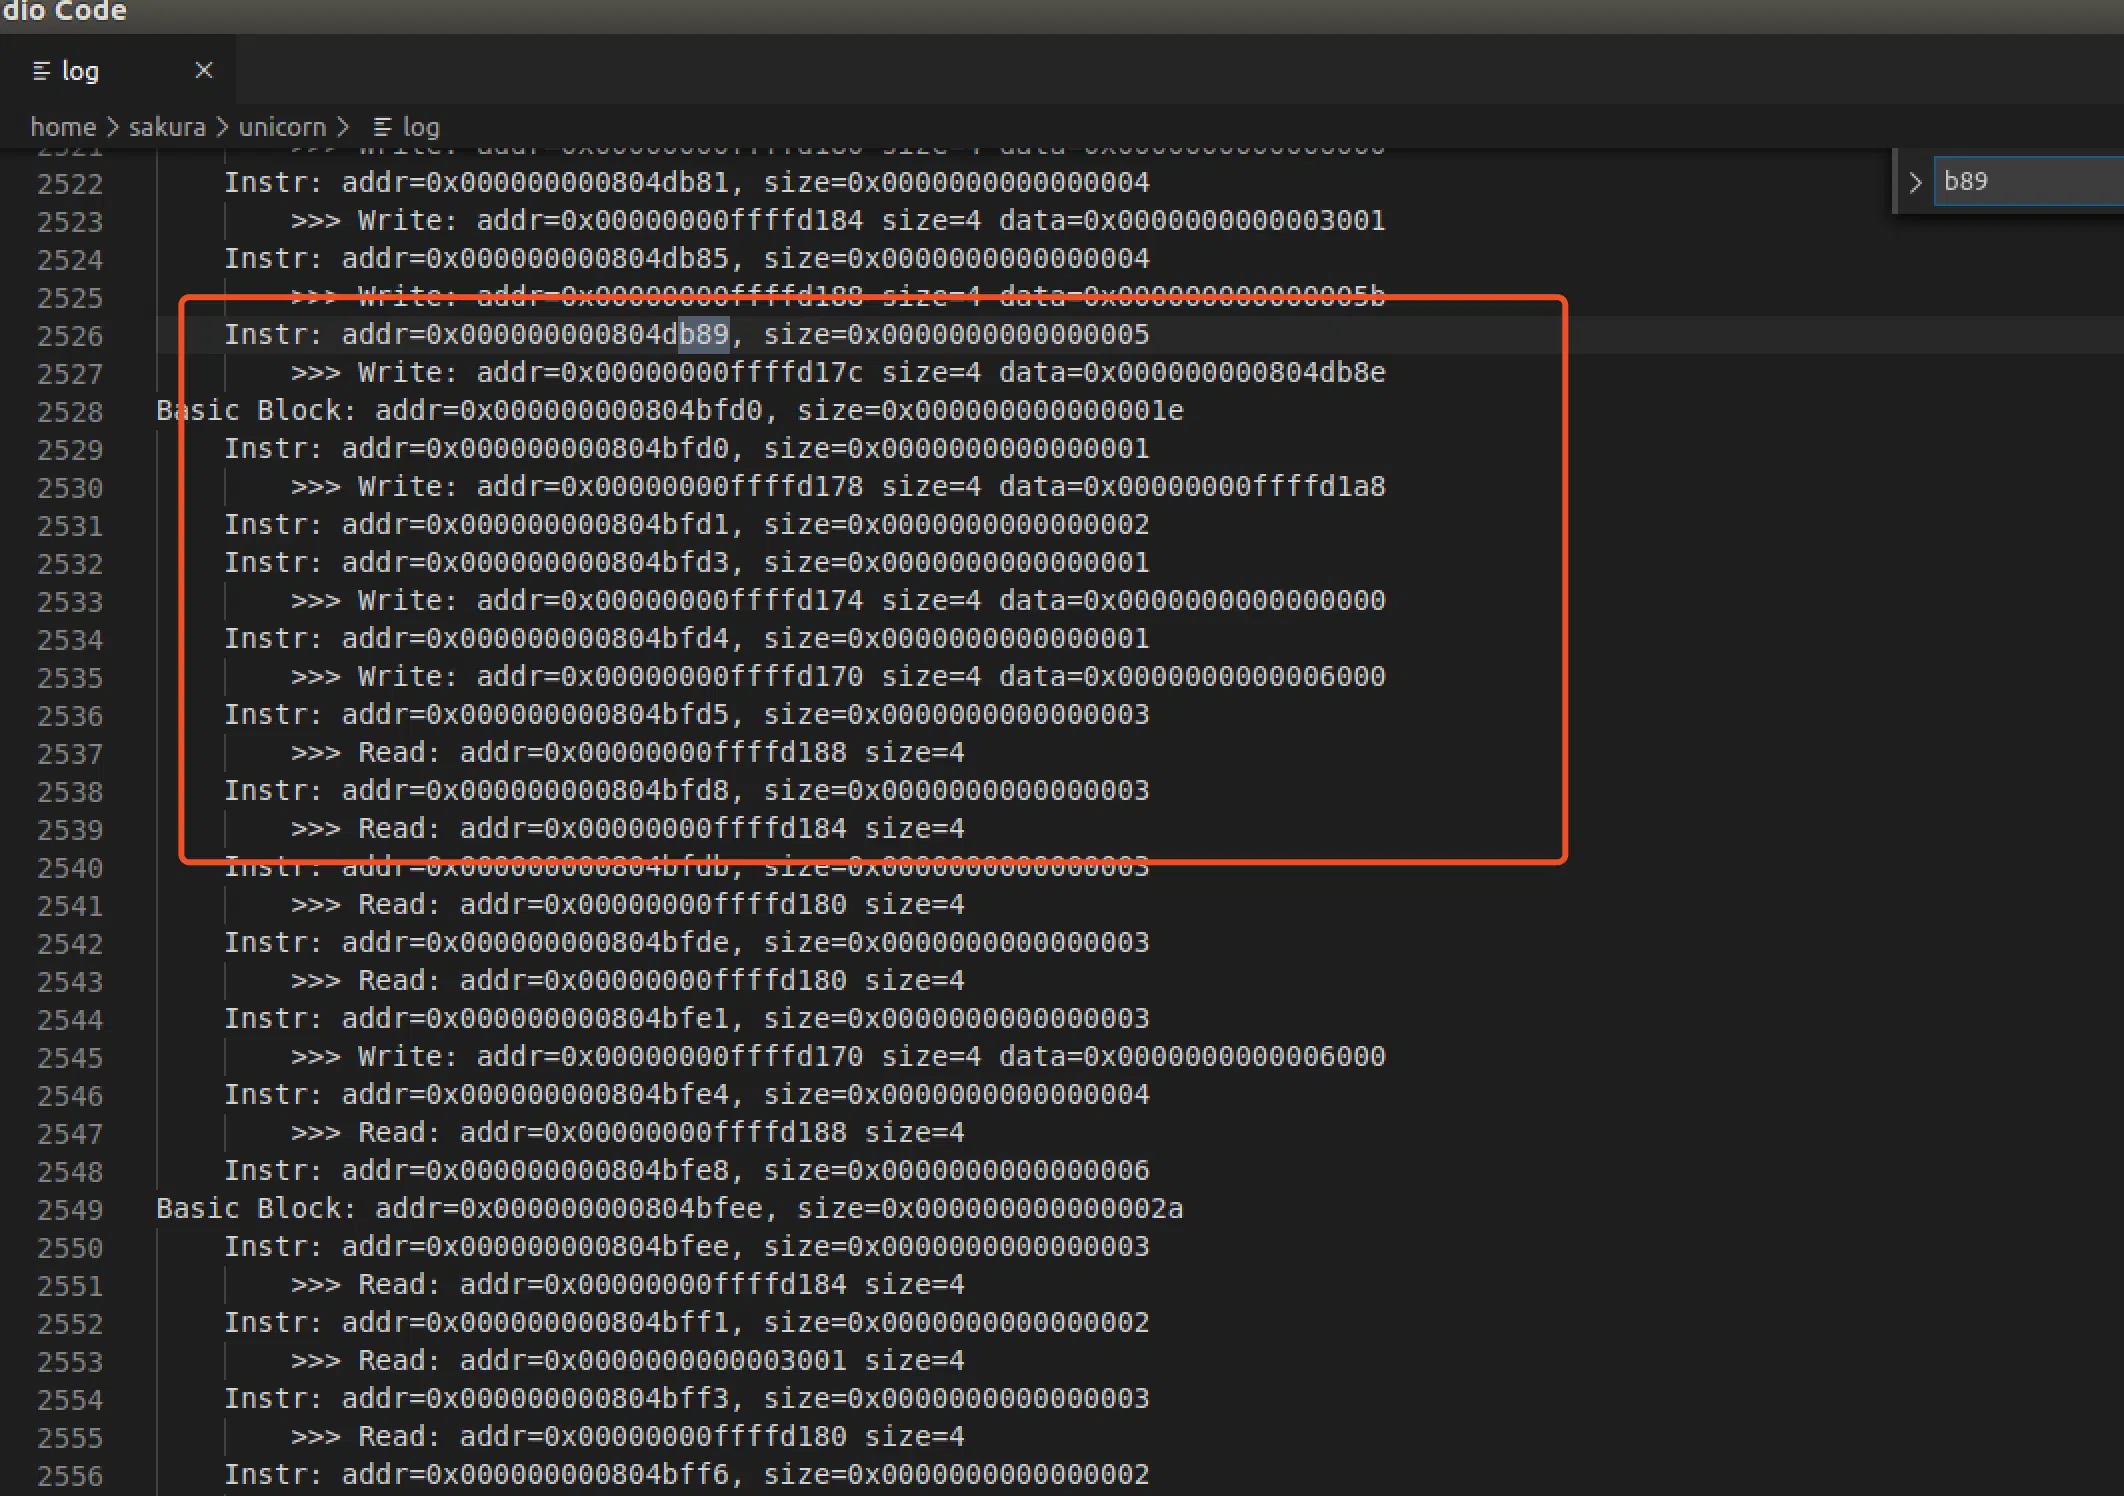 dio Code
log
home > sakura > unicorn > log
b89
2521 >>> Write: addr=0x00000000ffffd180 size=4 data=0x0000000000000000
2522 Instr: addr=0x000000000804db81, size=0x0000000000000004
2523 >>> Write: addr=0x00000000ffffd184 size=4 data=0x0000000000003001
2524 Instr: addr=0x000000000804db85, size=0x0000000000000004
2525 >>> Write: addr=0x00000000ffffd188 size=4 data=0x000000000000005b
2526 Instr: addr=0x000000000804db89, size=0x0000000000000005
2527 >>> Write: addr=0x00000000ffffd17c size=4 data=0x000000000804db8e
2528 Basic Block: addr=0x000000000804bfd0, size=0x000000000000001e
2529 Instr: addr=0x000000000804bfd0, size=0x0000000000000001
2530 >>> Write: addr=0x00000000ffffd178 size=4 data=0x00000000ffffd1a8
2531 Instr: addr=0x000000000804bfd1, size=0x0000000000000002
2532 Instr: addr=0x000000000804bfd3, size=0x0000000000000001
2533 >>> Write: addr=0x00000000ffffd174 size=4 data=0x0000000000000000
2534 Instr: addr=0x000000000804bfd4, size=0x0000000000000001
2535 >>> Write: addr=0x00000000ffffd170 size=4 data=0x0000000000006000
2536 Instr: addr=0x000000000804bfd5, size=0x0000000000000003
2537 >>> Read: addr=0x00000000ffffd188 size=4
2538 Instr: addr=0x000000000804bfd8, size=0x0000000000000003
2539 >>> Read: addr=0x00000000ffffd184 size=4
2540 Instr: addr=0x000000000804bfdb, size=0x0000000000000003
2541 >>> Read: addr=0x00000000ffffd180 size=4
2542 Instr: addr=0x000000000804bfde, size=0x0000000000000003
2543 >>> Read: addr=0x00000000ffffd180 size=4
2544 Instr: addr=0x000000000804bfe1, size=0x0000000000000003
2545 >>> Write: addr=0x00000000ffffd170 size=4 data=0x0000000000006000
2546 Instr: addr=0x000000000804bfe4, size=0x0000000000000004
2547 >>> Read: addr=0x00000000ffffd188 size=4
2548 Instr: addr=0x000000000804bfe8, size=0x0000000000000006
2549 Basic Block: addr=0x000000000804bfee, size=0x000000000000002a
2550 Instr: addr=0x000000000804bfee, size=0x0000000000000003
2551 >>> Read: addr=0x00000000ffffd184 size=4
2552 Instr: addr=0x000000000804bff1, size=0x0000000000000002
2553 >>> Read: addr=0x0000000000003001 size=4
2554 Instr: addr=0x000000000804bff3, size=0x0000000000000003
2555 >>> Read: addr=0x00000000ffffd180 size=4
2556 Instr: addr=0x000000000804bff6, size=0x0000000000000002